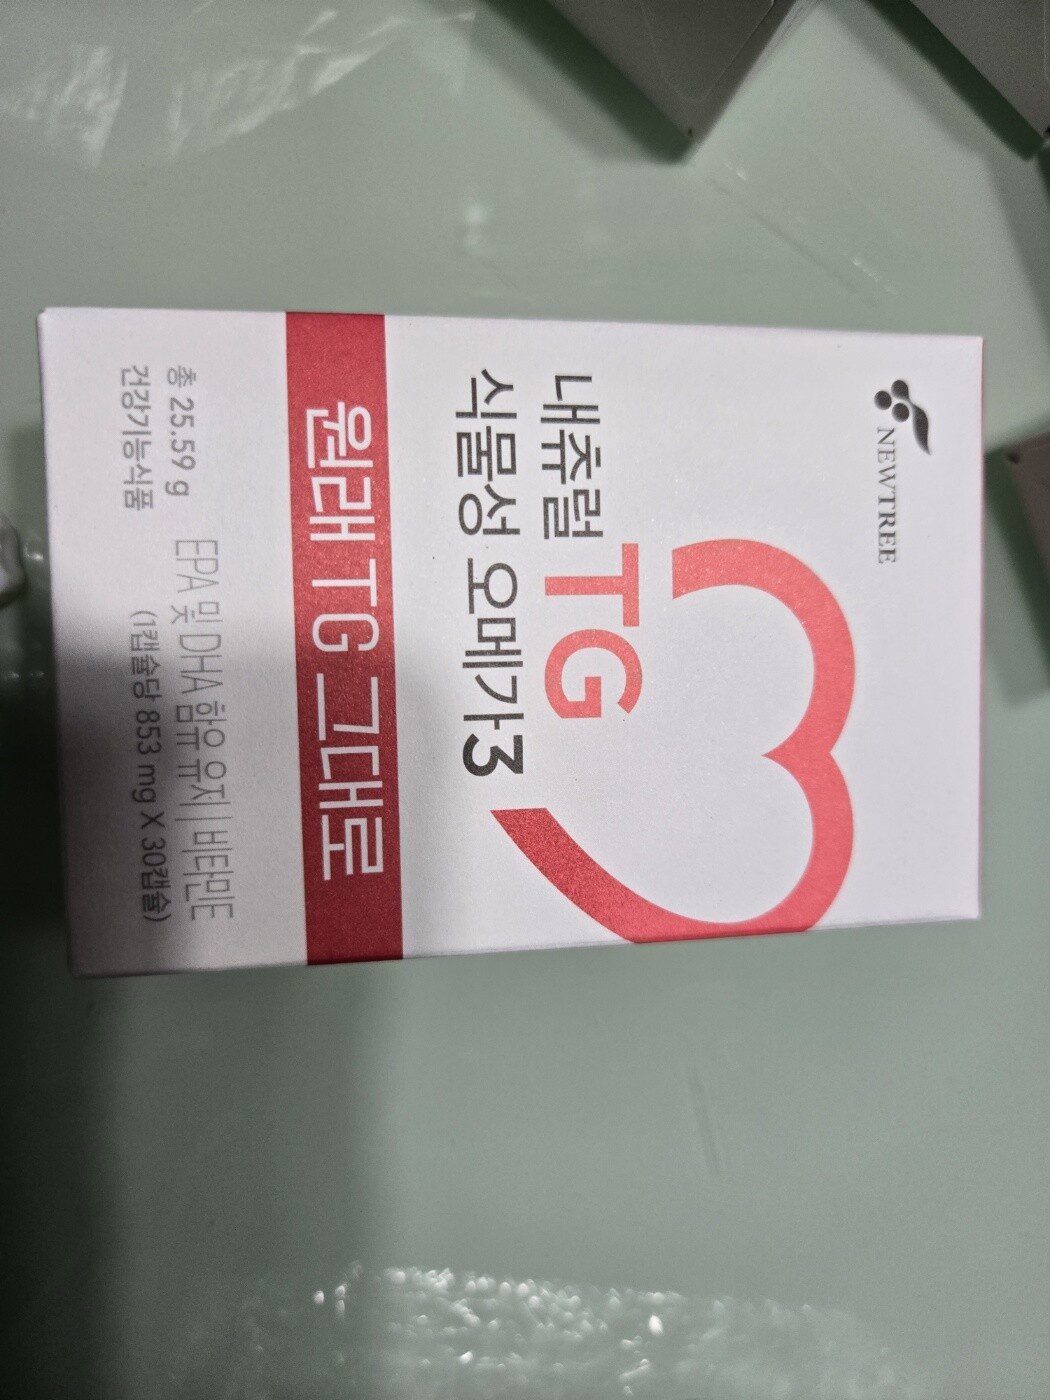 NEWTREE
내추럴 TG
식물성 오메가3
원래 TG 그대로
EPA 및 DHA 함유 유지 | 비타민E
총 25.59 g
(1캡슐당 853 mg X 30캡슐)
건강기능식품